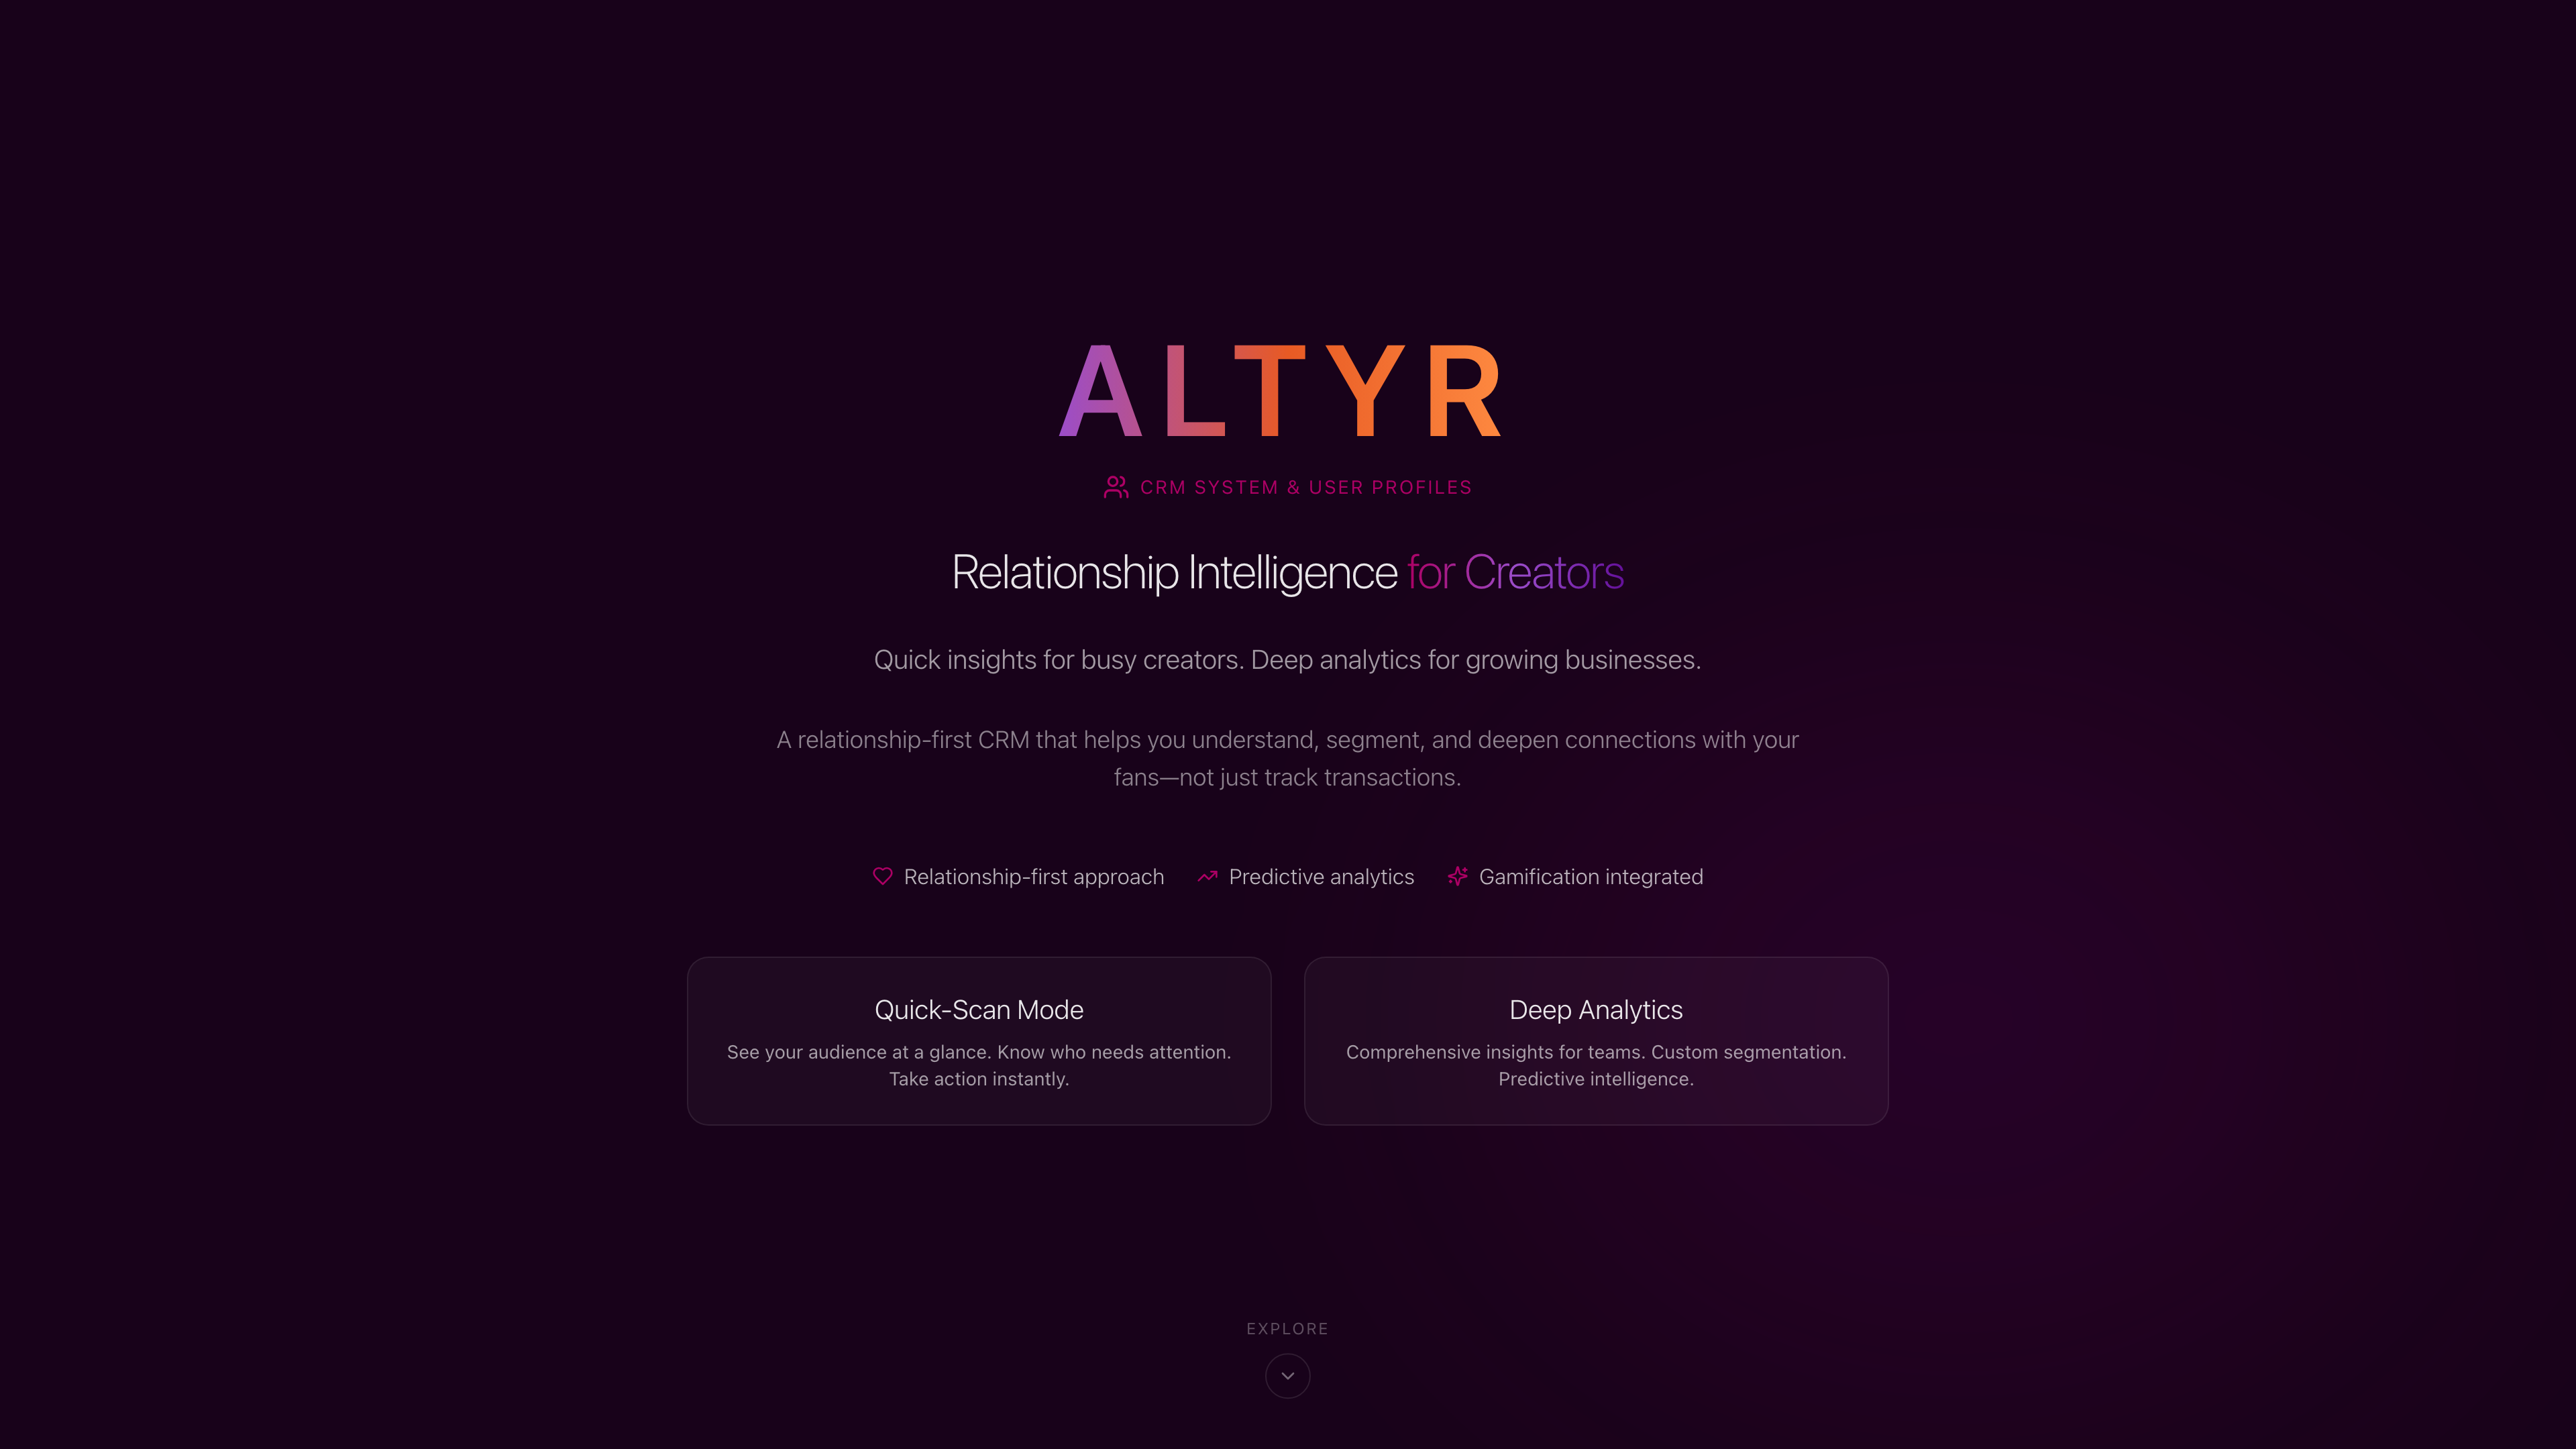 ALTYR
CRM SYSTEM & USER PROFILES
Relationship Intelligence for Creators
Quick insights for busy creators. Deep analytics for growing businesses.
A relationship-first CRM that helps you understand, segment, and deepen connections with your
fans—not just track transactions.
Relationship-first approach
Predictive analytics
Gamification integrated
Quick-Scan Mode
See your audience at a glance. Know who needs attention.
Take action instantly.
Deep Analytics
Comprehensive insights for teams. Custom segmentation.
Predictive intelligence.
EXPLORE